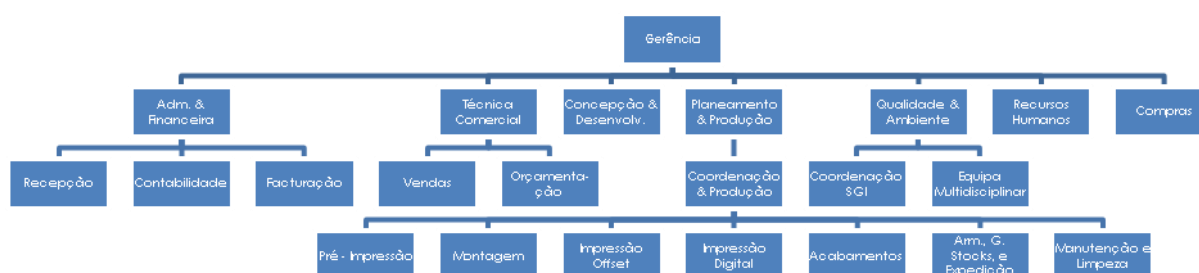 Gerência
Adm. &
Financeira
Técnica
Comercial
Concepção &
Desenvolv.
Planeamento
& Produção
Qualidade &
Ambiente
Recursos
Humanos
Compras
Recepção
Contabilidade
Facturação
Vendas
Orçamenta-
ção
Coordenação
& Produção
Coordenação
SGI
Equipa
Multidisciplinar
Pré - Impressão
Montagem
Impressão
Offset
Impressão
Digital
Acabamentos
Arm., G.
Stocks, e
Expedição
Manutenção e
Limpeza